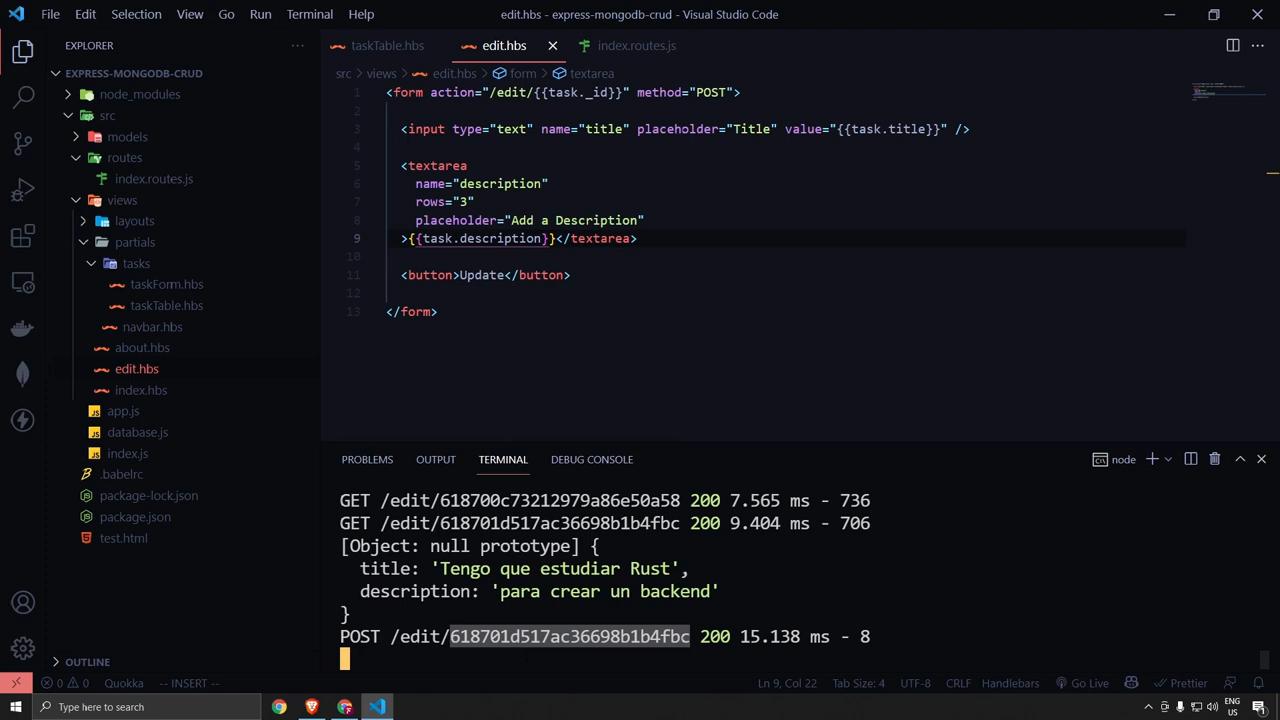 File Edit Selection View Go Run Terminal Help
edit.hbs - express-mongodb-crud - Visual Studio Code
EXPLORER
EXPRESS-MONGODB-CRUD
node_modules
src
models
routes
index.routes.js
views
layouts
partials
tasks
taskForm.hbs
taskTable.hbs
navbar.hbs
about.hbs
edit.hbs
index.hbs
app.js
database.js
index.js
.babelrc
package-lock.json
package.json
test.html
OUTLINE
taskTable.hbs edit.hbs index.routes.js
src > views > edit.hbs > form > textarea
1 <form action="/edit/{{task._id}}" method="POST">
2
3 <input type="text" name="title" placeholder="Title" value="{{task.title}}" />
4
5 <textarea
6 name="description"
7 rows="3"
8 placeholder="Add a Description"
9 >{{task.description}}</textarea>
10
11 <button>Update</button>
12
13 </form>
PROBLEMS OUTPUT TERMINAL DEBUG CONSOLE
node
GET /edit/618700c73212979a86e50a58 200 7.565 ms - 736
GET /edit/618701d517ac36698b1b4fbc 200 9.404 ms - 706
[Object: null prototype] {
title: 'Tengo que estudiar Rust',
description: 'para crear un backend'
}
POST /edit/618701d517ac36698b1b4fbc 200 15.138 ms - 8
0 0 Quokka -- INSERT --
Ln 9, Col 22 Tab Size: 4 UTF-8 CRLF Handlebars Go Live Prettier
Type here to search
ENG
US